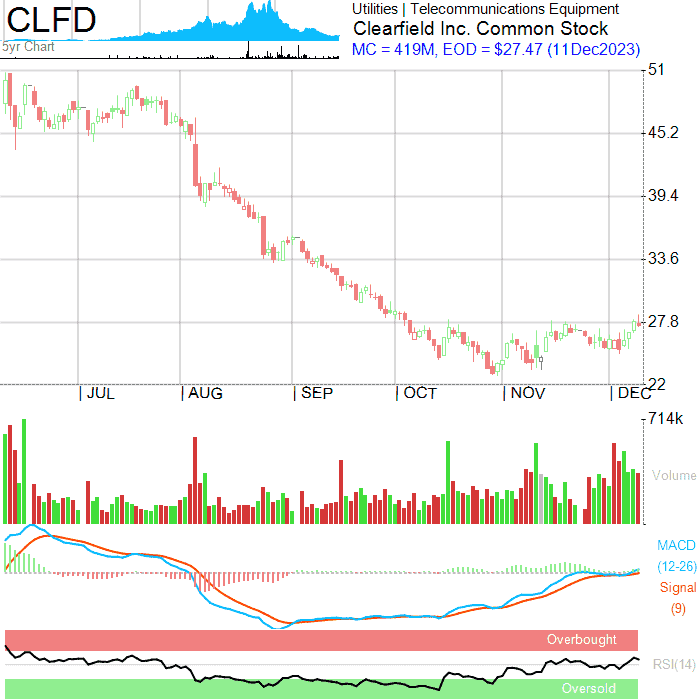 CLFD
5yr Chart
Utilities | Telecommunications Equipment
Clearfield Inc. Common Stock
MC = 419M, EOD = $27.47 (11Dec2023)
51
45.2
39.4
33.6
27.8
22
| JUL | AUG | SEP | OCT | NOV | DEC
714k
Volume
MACD
(12-26)
Signal
(9)
Overbought
RSI(14)
Oversold